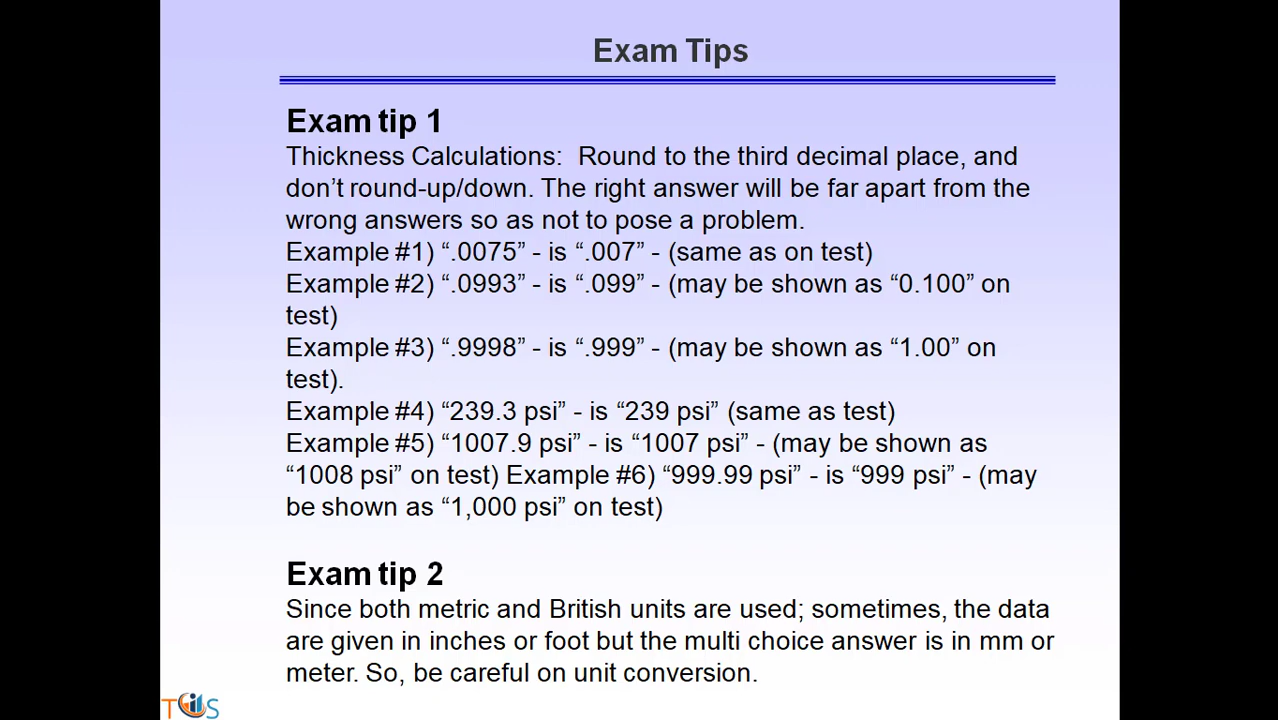 Exam Tips
Exam tip 1
Thickness Calculations:  Round to the third decimal place, and
don’t round-up/down. The right answer will be far apart from the
wrong answers so as not to pose a problem.
Example #1) “.0075” - is “.007” - (same as on test)
Example #2) “.0993” - is “.099” - (may be shown as “0.100” on
test)
Example #3) “.9998” - is “.999” - (may be shown as “1.00” on
test).
Example #4) “239.3 psi” - is “239 psi” (same as test)
Example #5) “1007.9 psi” - is “1007 psi” - (may be shown as
“1008 psi” on test) Example #6) “999.99 psi” - is “999 psi” - (may
be shown as “1,000 psi” on test)
Exam tip 2
Since both metric and British units are used; sometimes, the data
are given in inches or foot but the multi choice answer is in mm or
meter. So, be careful on unit conversion.